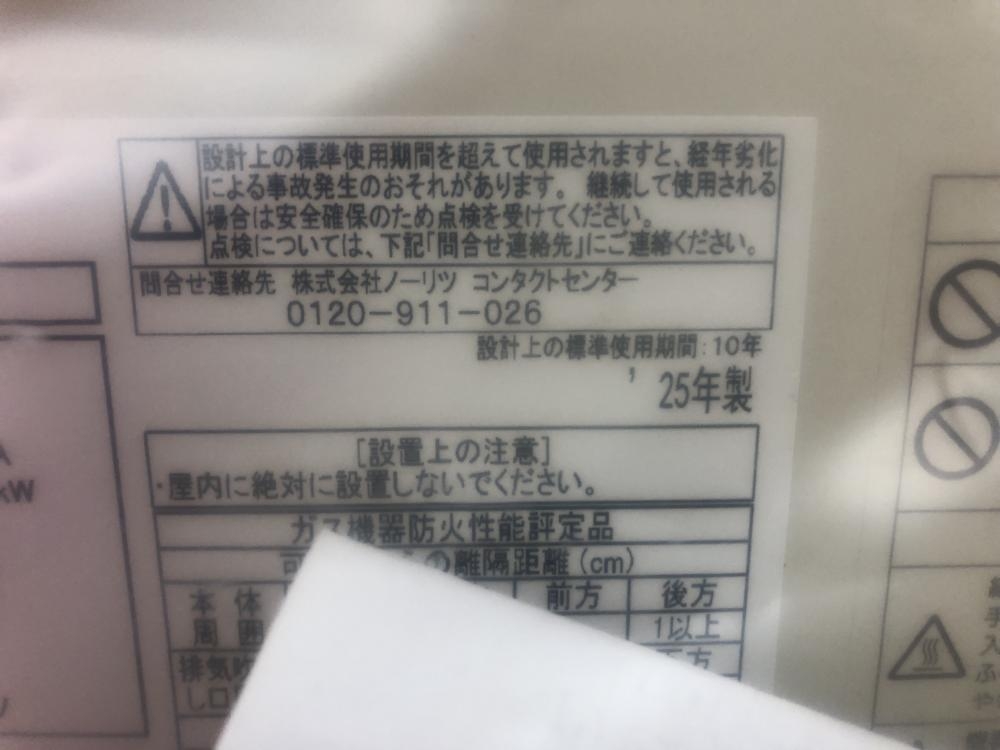 設計上の標準使用期間を超えて使用されますと、経年劣化
による事故発生のおそれがあります。 継続して使用される
場合は安全確保のため点検を受けてください。
点検については、下記「問合せ連絡先」にご連絡ください。
問合せ連絡先 株式会社ノーリツ コンタクトセンター
0120-911-026
設計上の標準使用期間:10年
'25年製
[設置上の注意]
・屋内に絶対に設置しないでください。
ガス機器防火性能評定品
の離隔距離(cm)
本体 前方 後方
周囲 1以上
排気吹
し口
kW
手
入